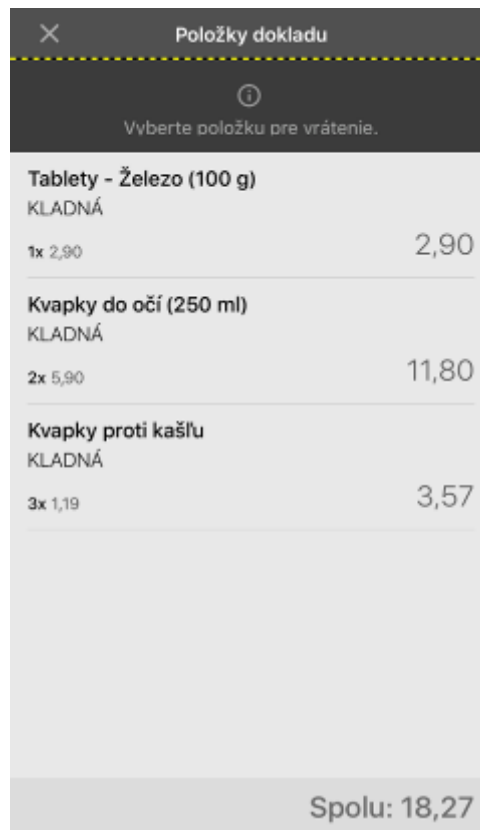 Položky dokladu
Vyberte položku pre vrátenie.
Tablety - Železo (100 g)
KLADNÁ
1x 2,90 2,90
Kvapky do očí (250 ml)
KLADNÁ
2x 5,90 11,80
Kvapky proti kašľu
KLADNÁ
3x 1,19 3,57
Spolu: 18,27